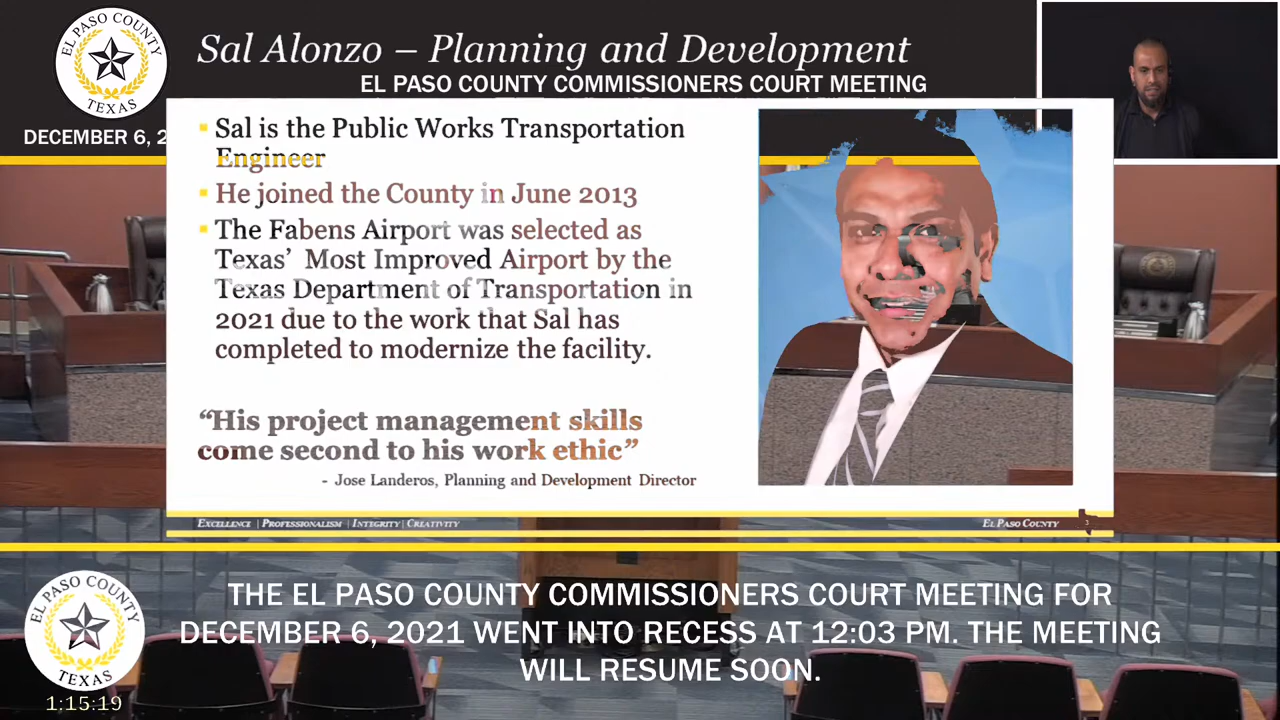 EL PASO COUNTY
TEXAS
Sal Alonzo – Planning and Development
EL PASO COUNTY COMMISSIONERS COURT MEETING
DECEMBER 6, 2
▪ Sal is the Public Works Transportation
Engineer
▪ He joined the County in June 2013
▪ The Fabens Airport was selected as
Texas’ Most Improved Airport by the
Texas Department of Transportation in
2021 due to the work that Sal has
completed to modernize the facility.
“His project management skills
come second to his work ethic”
- Jose Landeros, Planning and Development Director
EXCELLENCE | PROFESSIONALISM | INTEGRITY | CREATIVITY
EL PASO COUNTY
3
EL PASO COUNTY
TEXAS
THE EL PASO COUNTY COMMISSIONERS COURT MEETING FOR
DECEMBER 6, 2021 WENT INTO RECESS AT 12:03 PM. THE MEETING
WILL RESUME SOON.
1:15:19